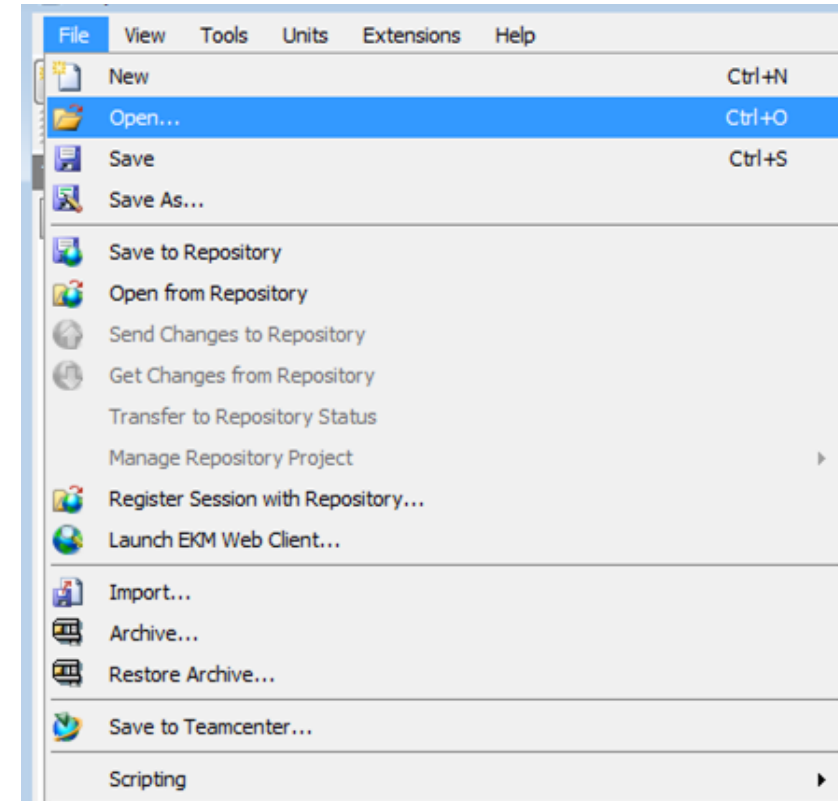 File View Tools Units Extensions Help
New Ctrl+N
Open... Ctrl+O
Save Ctrl+S
Save As...
Save to Repository
Open from Repository
Send Changes to Repository
Get Changes from Repository
Transfer to Repository Status
Manage Repository Project
Register Session with Repository...
Launch EKM Web Client...
Import...
Archive...
Restore Archive...
Save to Teamcenter...
Scripting